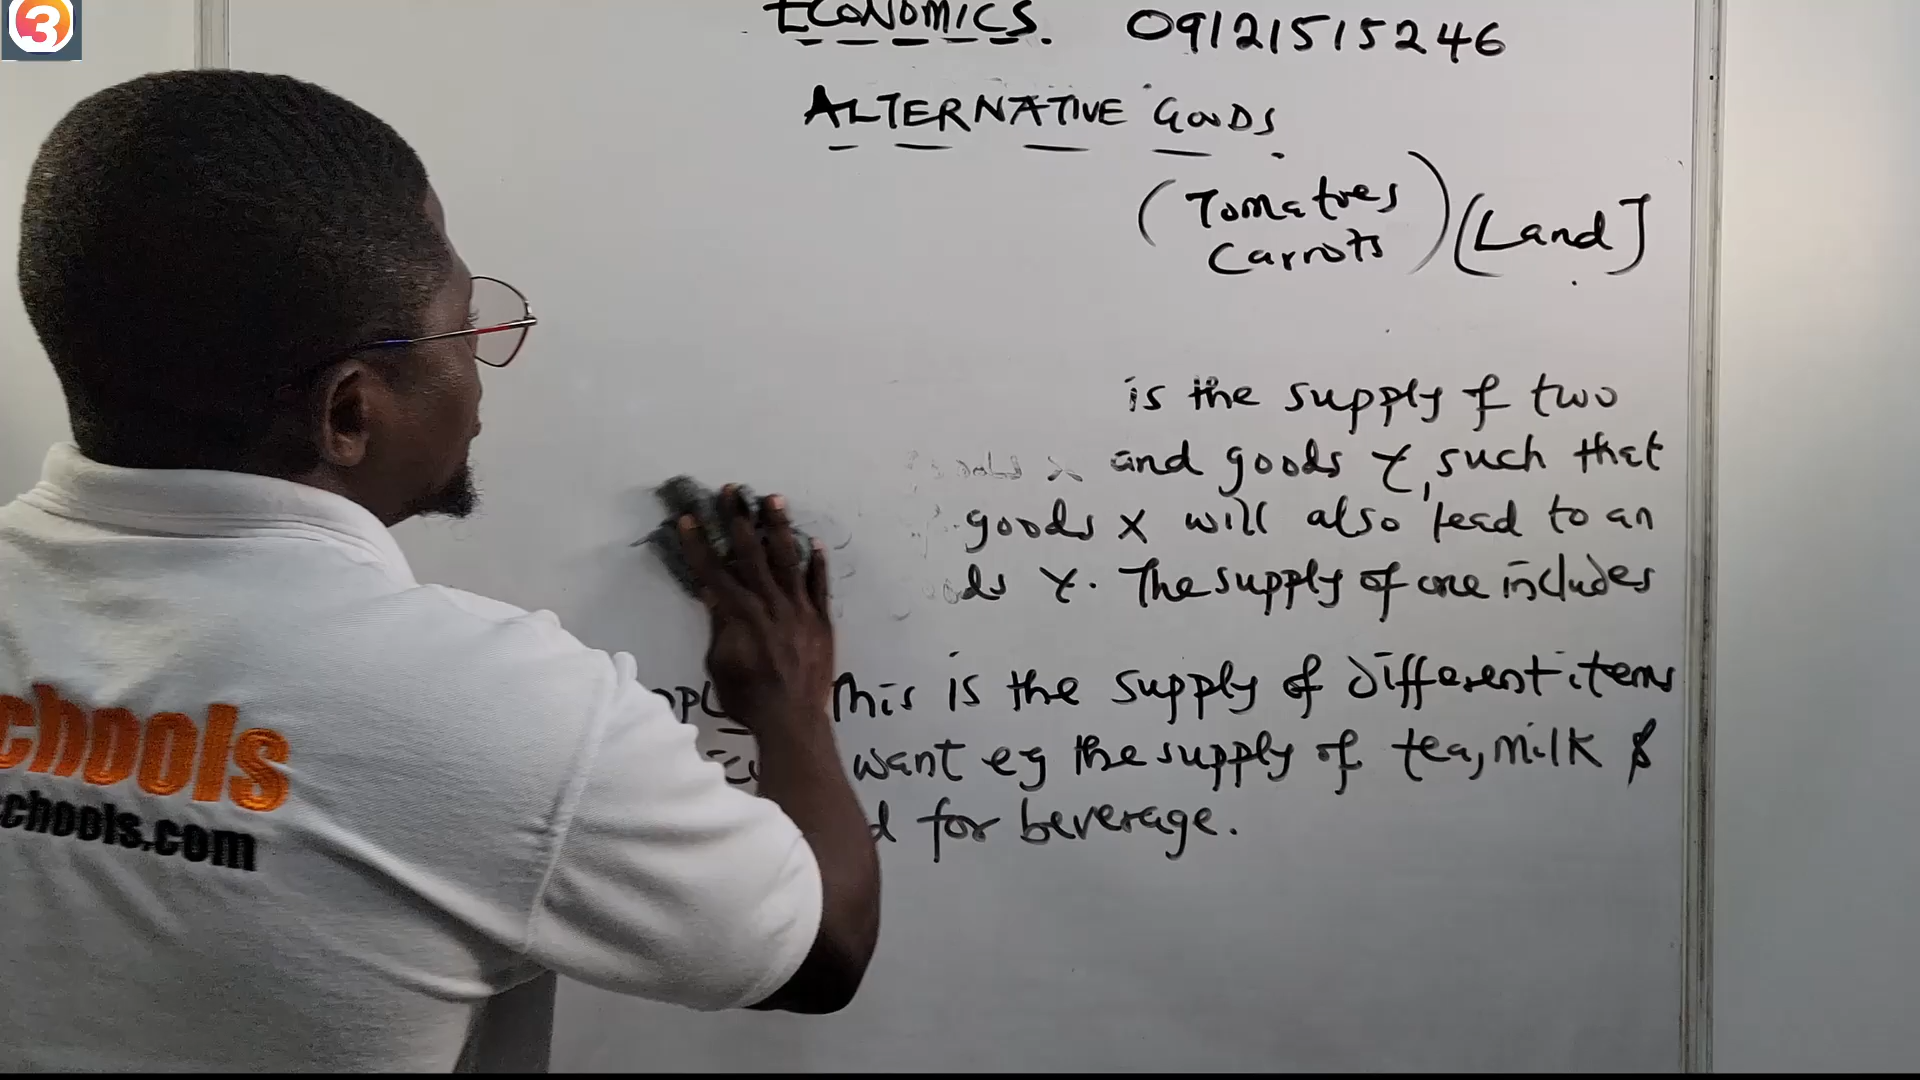 3
ECONOMICS. 09121515246
ALTERNATIVE GOODS
(Tomatoes Carrots) (Land]
is the supply of two
and goods Y, such that
goods X will also lead to an
ds Y. The supply of one includes
This is the supply of different items
want eg the supply of tea, milk &
d for beverage.
chools
chools.com